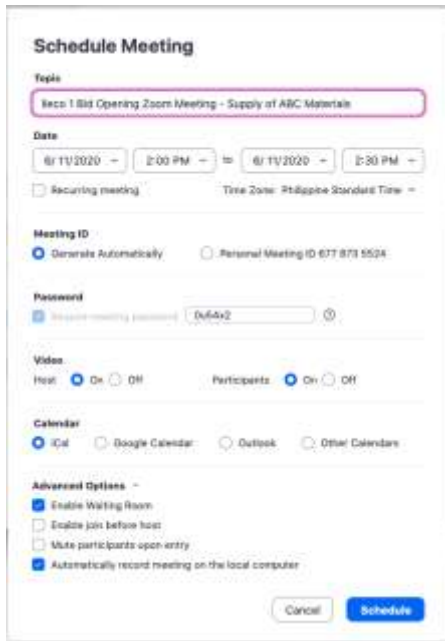 Schedule Meeting
Topic
Ileco 1 Bid Opening Zoom Meeting - Supply of ABC Materials
Date
6/ 11/2020 2:00 PM to 6/ 11/2020 2:30 PM
Recurring meeting Time Zone: Philippine Standard Time
Meeting ID
Generate Automatically Personal Meeting ID 677 873 5524
Password
Require meeting password
Video
Host On Off Participants On Off
Calendar
iCal Google Calendar Outlook Other Calendars
Advanced Options
Enable Waiting Room
Enable join before host
Mute participants upon entry
Automatically record meeting on the local computer
Cancel Schedule